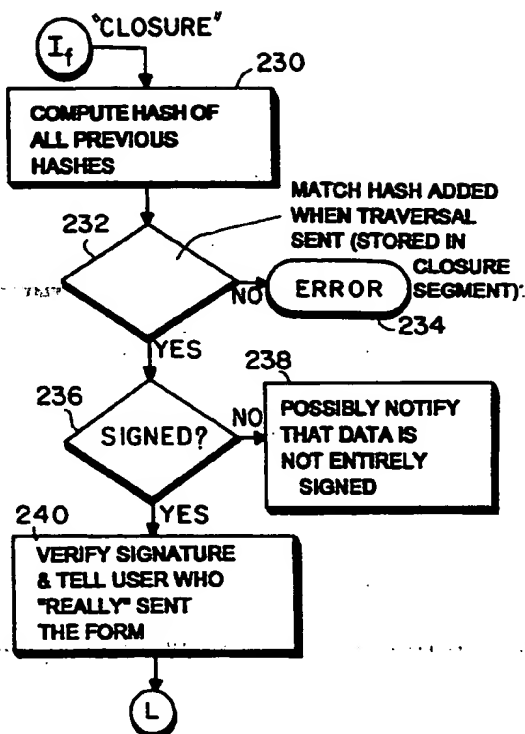 "CLOSURE"
If
230
COMPUTE HASH OF
ALL PREVIOUS
HASHES
MATCH HASH ADDED
WHEN TRAVERSAL
SENT (STORED IN
CLOSURE
SEGMENT)
232
NO
ERROR
234
YES
236
SIGNED?
NO
238
POSSIBLY NOTIFY
THAT DATA IS
NOT ENTIRELY
SIGNED
YES
240
VERIFY SIGNATURE
& TELL USER WHO
"REALLY" SENT
THE FORM
L